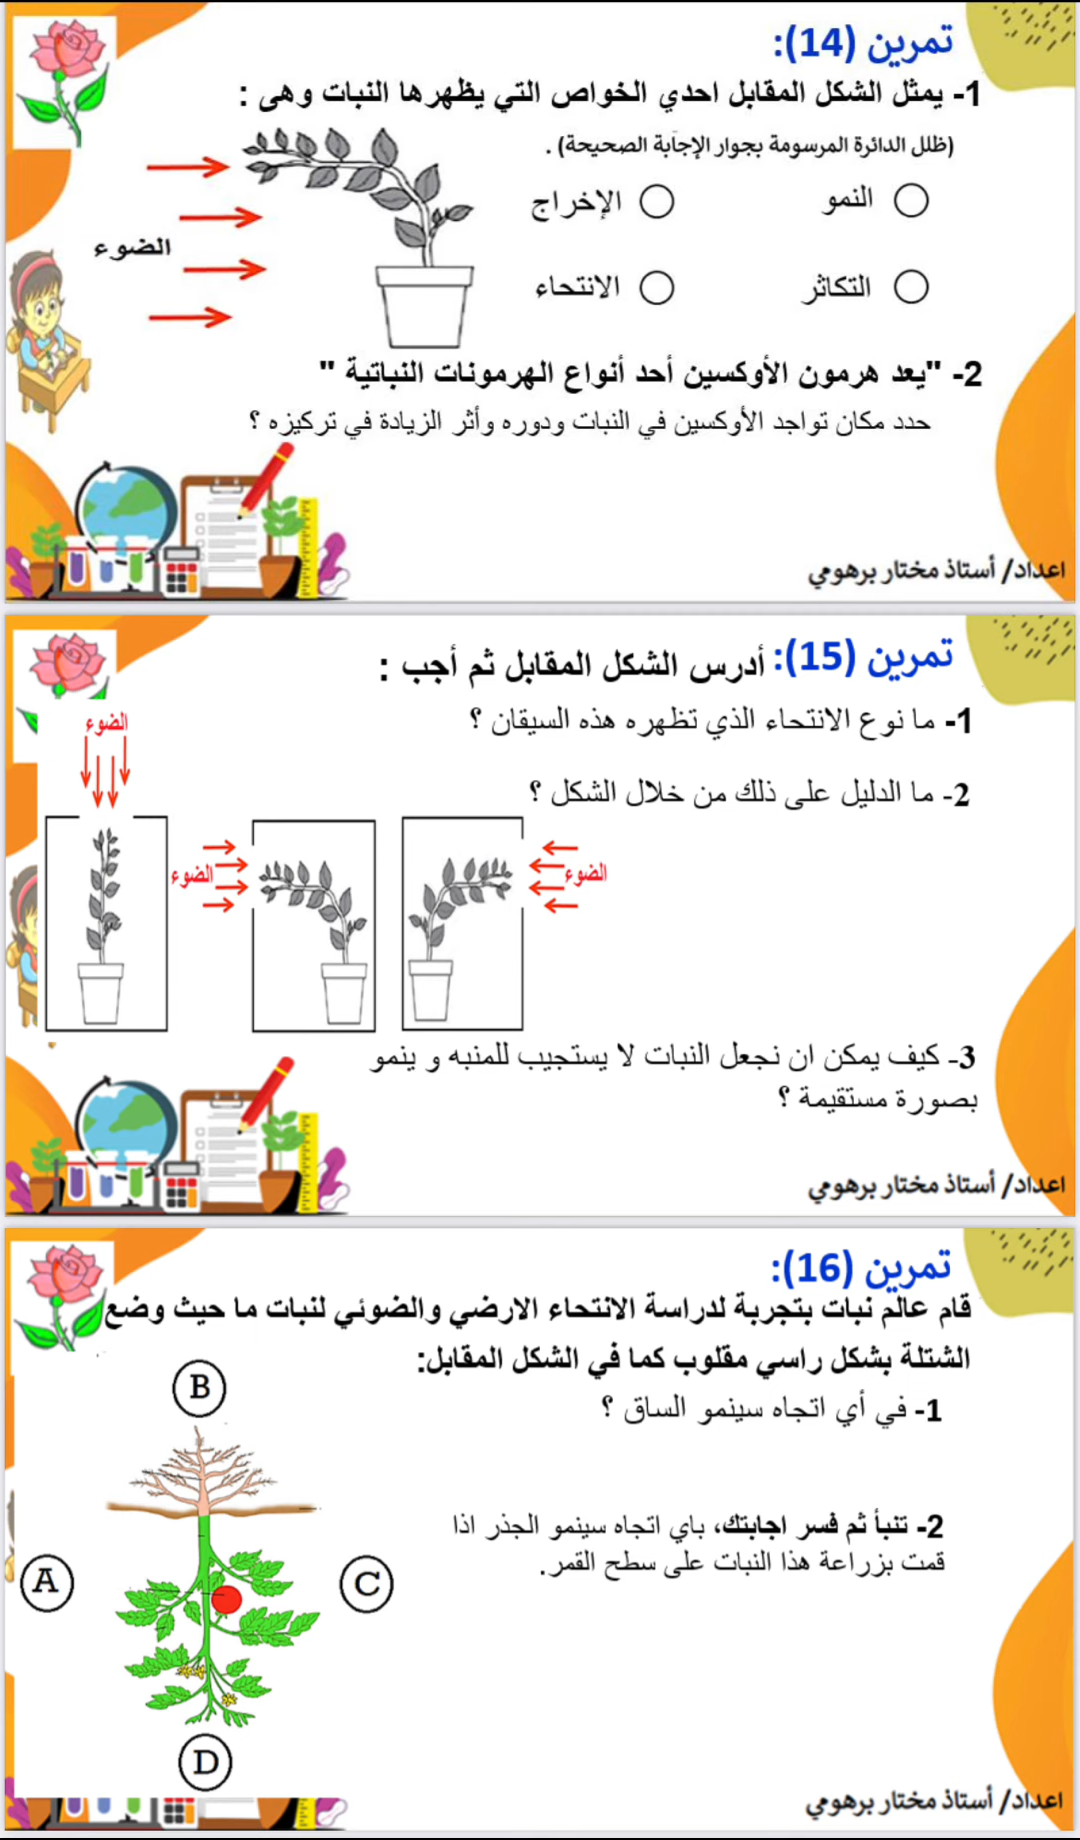 تمرين (14):
1- يمثل الشكل المقابل احدي الخواص التي يظهرها النبات وهى :
(ظلل الدائرة المرسومة بجوار الإجابة الصحيحة) .
النمو
الإخراج
التكاثر
الانتحاء
الضوء
2- "يعد هرمون الأوكسين أحد أنواع الهرمونات النباتية "
حدد مكان تواجد الأوكسين في النبات ودوره وأثر الزيادة في تركيزه ؟
اعداد/ أستاذ مختار برهومي
تمرين (15): أدرس الشكل المقابل ثم أجب :
1- ما نوع الانتحاء الذي تظهره هذه السيقان ؟
2- ما الدليل على ذلك من خلال الشكل ؟
الضوء
الضوء
الضوء
3- كيف يمكن ان نجعل النبات لا يستجيب للمنبه و ينمو
بصورة مستقيمة ؟
اعداد/ أستاذ مختار برهومي
تمرين (16):
قام عالم نبات بتجربة لدراسة الانتحاء الارضي والضوئي لنبات ما حيث وضع
الشتلة بشكل راسي مقلوب كما في الشكل المقابل:
1- في أي اتجاه سينمو الساق ؟
2- تنبأ ثم فسر اجابتك، باي اتجاه سينمو الجذر اذا
قمت بزراعة هذا النبات على سطح القمر.
B
A
C
D
اعداد/ أستاذ مختار برهومي